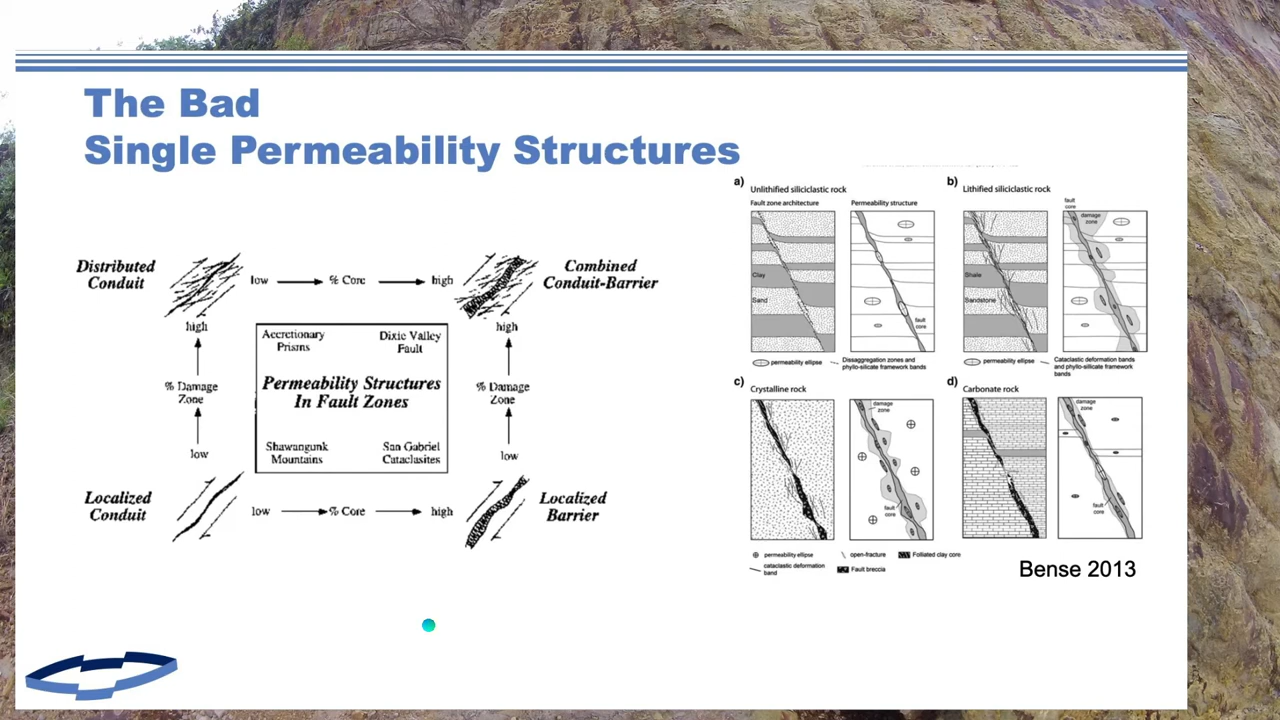 The Bad
Single Permeability Structures
Distributed
Conduit
low
% Core
high
Combined
Conduit-Barrier
high
high
Accretionary
Prisms
Dixie Valley
Fault
% Damage
Zone
Permeability Structures
In Fault Zones
% Damage
Zone
Shawangunk
Mountains
San Gabriel
Cataclasites
low
low
Localized
Conduit
low
% Core
high
Localized
Barrier
a)
Unlithified siliciclastic rock
Fault zone architecture
Permeability structure
Clay
Sand
fault
core
permeability ellipse
Disaggregation zones and
phyllo-silicate framework
bands
b)
Lithified siliciclastic rock
fault
core
damage
zone
Shale
Sandstone
permeability ellipse
Cataclastic deformation bands
and phyllo-silicate framework
bands
c)
Crystalline rock
damage
zone
fault
core
d)
Carbonate rock
damage
zone
fault
core
permeability ellipse
open-fracture
Foliated clay core
cataclastic deformation
band
Fault breccia
Bense 2013